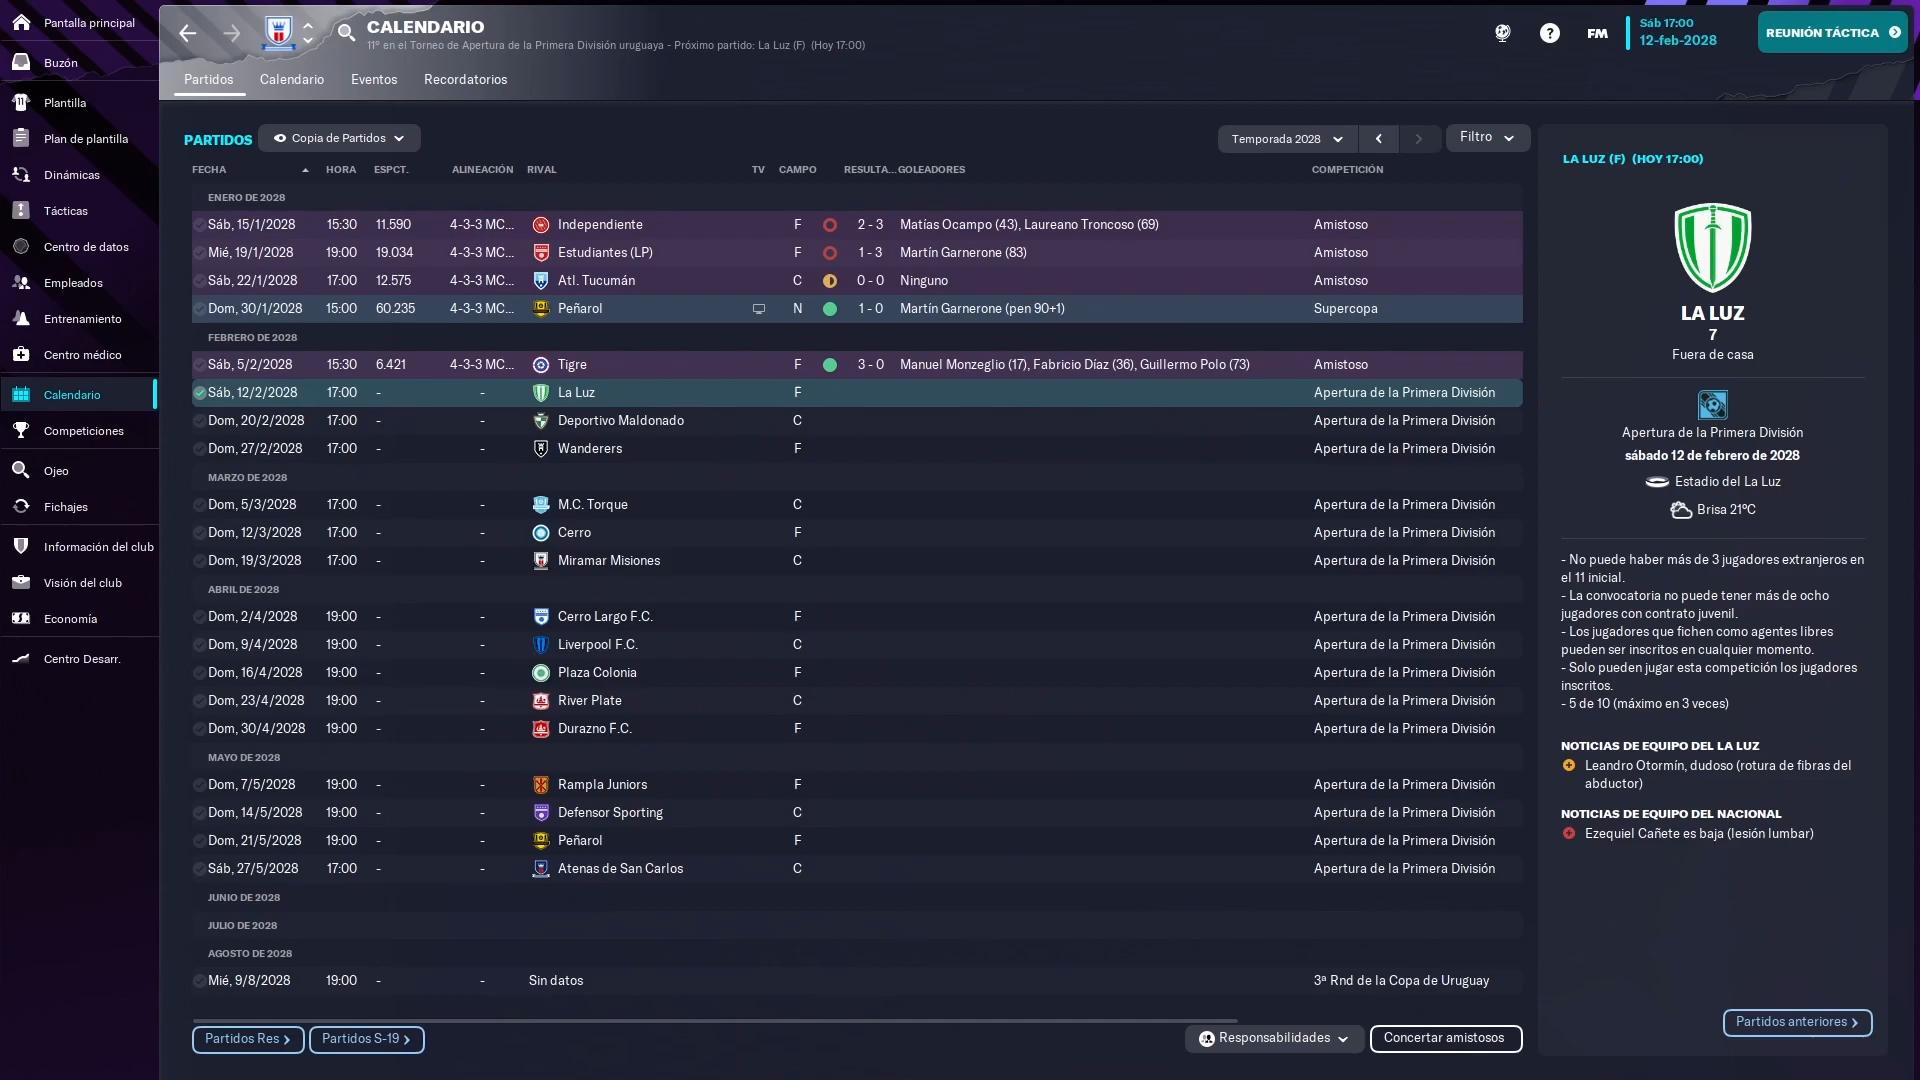 Pantalla principal
Buzón
Plantilla
Plan de plantilla
Dinámicas
Tácticas
Centro de datos
Empleados
Entrenamiento
Centro médico
Calendario
Competiciones
Ojeo
Fichajes
Información del club
Visión del club
Economía
Centro Desarr.
CALENDARIO
11º en el Torneo de Apertura de la Primera División uruguaya - Próximo partido: La Luz (F) (Hoy 17:00)
FM
Sáb 17:00
12-feb-2028
REUNIÓN TÁCTICA
Partidos Calendario Eventos Recordatorios
PARTIDOS Copia de Partidos Temporada 2028 Filtro
FECHA HORA ESPCT. ALINEACIÓN RIVAL TV CAMPO RESULTA... GOLEADORES COMPETICIÓN
ENERO DE 2028
Sáb, 15/1/2028 15:30 11.590 4-3-3 MC... Independiente F 2 - 3 Matías Ocampo (43), Laureano Troncoso (69) Amistoso
Mié, 19/1/2028 19:00 19.034 4-3-3 MC... Estudiantes (LP) F 1 - 3 Martín Garnerone (83) Amistoso
Sáb, 22/1/2028 17:00 12.575 4-3-3 MC... Atl. Tucumán C 0 - 0 Ninguno Amistoso
Dom, 30/1/2028 15:00 60.235 4-3-3 MC... Peñarol N 1 - 0 Martín Garnerone (pen 90+1) Supercopa
FEBRERO DE 2028
Sáb, 5/2/2028 15:30 6.421 4-3-3 MC... Tigre F 3 - 0 Manuel Monzeglio (17), Fabricio Díaz (36), Guillermo Polo (73) Amistoso
Sáb, 12/2/2028 17:00 - - La Luz F Apertura de la Primera División
Dom, 20/2/2028 17:00 - - Deportivo Maldonado C Apertura de la Primera División
Dom, 27/2/2028 17:00 - - Wanderers F Apertura de la Primera División
MARZO DE 2028
Dom, 5/3/2028 17:00 - - M.C. Torque C Apertura de la Primera División
Dom, 12/3/2028 17:00 - - Cerro F Apertura de la Primera División
Dom, 19/3/2028 17:00 - - Miramar Misiones C Apertura de la Primera División
ABRIL DE 2028
Dom, 2/4/2028 19:00 - - Cerro Largo F.C. F Apertura de la Primera División
Dom, 9/4/2028 19:00 - - Liverpool F.C. C Apertura de la Primera División
Dom, 16/4/2028 19:00 - - Plaza Colonia F Apertura de la Primera División
Dom, 23/4/2028 19:00 - - River Plate C Apertura de la Primera División
Dom, 30/4/2028 19:00 - - Durazno F.C. F Apertura de la Primera División
MAYO DE 2028
Dom, 7/5/2028 19:00 - - Rampla Juniors F Apertura de la Primera División
Dom, 14/5/2028 19:00 - - Defensor Sporting C Apertura de la Primera División
Dom, 21/5/2028 19:00 - - Peñarol F Apertura de la Primera División
Sáb, 27/5/2028 17:00 - - Atenas de San Carlos C Apertura de la Primera División
JUNIO DE 2028
JULIO DE 2028
AGOSTO DE 2028
Mié, 9/8/2028 19:00 - - Sin datos 3ª Rnd de la Copa de Uruguay
Partidos Res Partidos S-19 Responsabilidades Concertar amistosos
LA LUZ (F) (HOY 17:00)
LA LUZ
7
Fuera de casa
Apertura de la Primera División
sábado 12 de febrero de 2028
Estadio del La Luz
Brisa 21ºC
- No puede haber más de 3 jugadores extranjeros en
el 11 inicial.
- La convocatoria no puede tener más de ocho
jugadores con contrato juvenil.
- Los jugadores que fichen como agentes libres
pueden ser inscritos en cualquier momento.
- Solo pueden jugar esta competición los jugadores
inscritos.
- 5 de 10 (máximo en 3 veces)
NOTICIAS DE EQUIPO DEL LA LUZ
Leandro Otormín, dudoso (rotura de fibras del
abductor)
NOTICIAS DE EQUIPO DEL NACIONAL
Ezequiel Cañete es baja (lesión lumbar)
Partidos anteriores